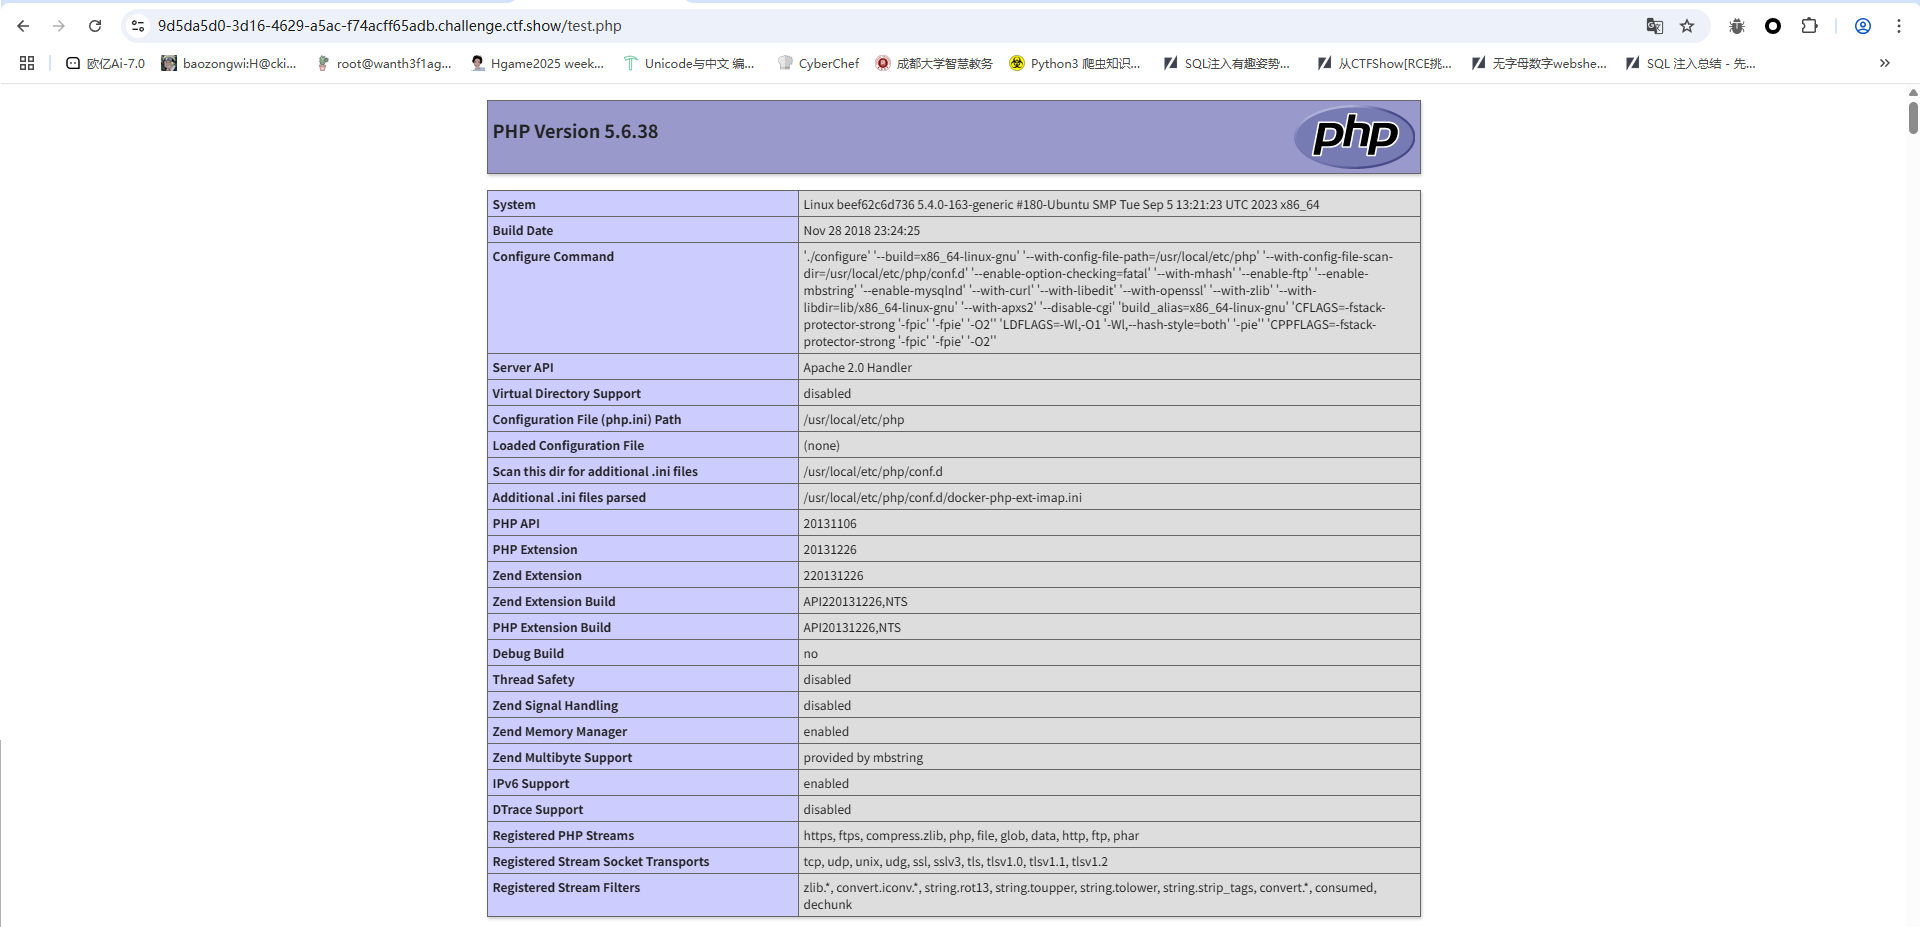 9d5da5d0-3d16-4629-a5ac-f74acff65adb.challenge.ctf.show/test.php
欧亿Ai-7.0 baozongwi:H@cki... root@wanth3f1ag... Hgame2025 week... Unicode与中文 编... CyberChef 成都大学智慧教务 Python3 爬虫知识... SQL注入有趣姿势... 从CTFShow[RCE挑... 无字母数字webshe... SQL 注入总结 - 先...
PHP Version 5.6.38
php
System Linux beef62c6d736 5.4.0-163-generic #180-Ubuntu SMP Tue Sep 5 13:21:23 UTC 2023 x86_64
Build Date Nov 28 2018 23:24:25
Configure Command './configure' '--build=x86_64-linux-gnu' '--with-config-file-path=/usr/local/etc/php' '--with-config-file-scan-
dir=/usr/local/etc/php/conf.d' '--enable-option-checking=fatal' '--with-mhash' '--enable-ftp' '--enable-
mbstring' '--enable-mysqlnd' '--with-curl' '--with-libedit' '--with-openssl' '--with-zlib' '--with-
libdir=lib/x86_64-linux-gnu' '--with-apxs2' '--disable-cgi' 'build_alias=x86_64-linux-gnu' 'CFLAGS=-fstack-
protector-strong '-fpic' '-fpie' '-O2'' 'LDFLAGS=-Wl,-O1 '-Wl,--hash-style=both' '-pie'' 'CPPFLAGS=-fstack-
protector-strong '-fpic' '-fpie' '-O2''
Server API Apache 2.0 Handler
Virtual Directory Support disabled
Configuration File (php.ini) Path /usr/local/etc/php
Loaded Configuration File (none)
Scan this dir for additional .ini files /usr/local/etc/php/conf.d
Additional .ini files parsed /usr/local/etc/php/conf.d/docker-php-ext-imap.ini
PHP API 20131106
PHP Extension 20131226
Zend Extension 220131226
Zend Extension Build API220131226,NTS
PHP Extension Build API20131226,NTS
Debug Build no
Thread Safety disabled
Zend Signal Handling disabled
Zend Memory Manager enabled
Zend Multibyte Support provided by mbstring
IPv6 Support enabled
DTrace Support disabled
Registered PHP Streams https, ftps, compress.zlib, php, file, glob, data, http, ftp, phar
Registered Stream Socket Transports tcp, udp, unix, udg, ssl, sslv3, tls, tlsv1.0, tlsv1.1, tlsv1.2
Registered Stream Filters zlib.*, convert.iconv.*, string.rot13, string.toupper, string.tolower, string.strip_tags, convert.*, consumed,
dechunk